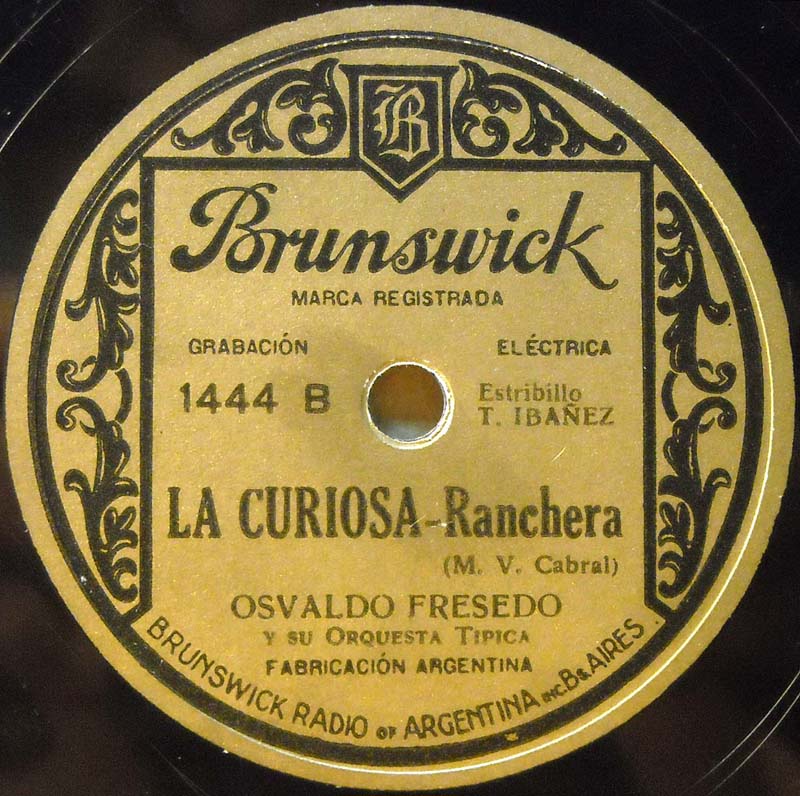 B
Brunswick
MARCA REGISTRADA
GRABACIÓN ELÉCTRICA
1444 B
Estribillo
T. IBAÑEZ
LA CURIOSA-Ranchera
(M. V. Cabral)
OSVALDO FRESEDO
Y SU ORQUESTA TIPICA
FABRICACIÓN ARGENTINA
BRUNSWICK RADIO OF ARGENTINA INC. Bs AIRES